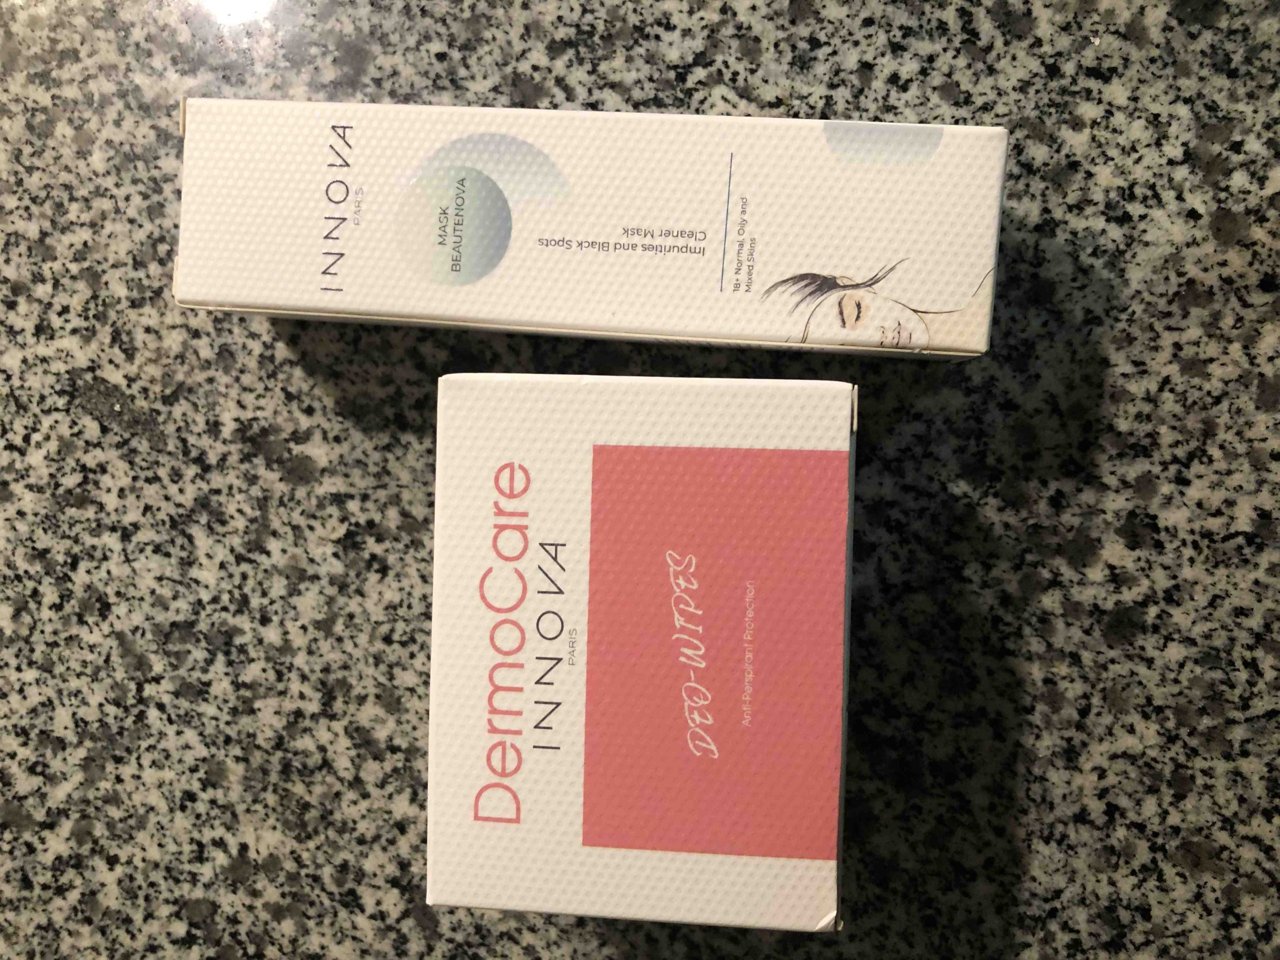 INNOVA
PARIS
MASK
BEAUTENOVA
Impurities and Black Spots
Cleaner Mask
18+ Normal, Oily and
Mixed Skins
DermoCare
INNOVA
PARIS
DEO-WIPES
Anti-Perspirant Protection